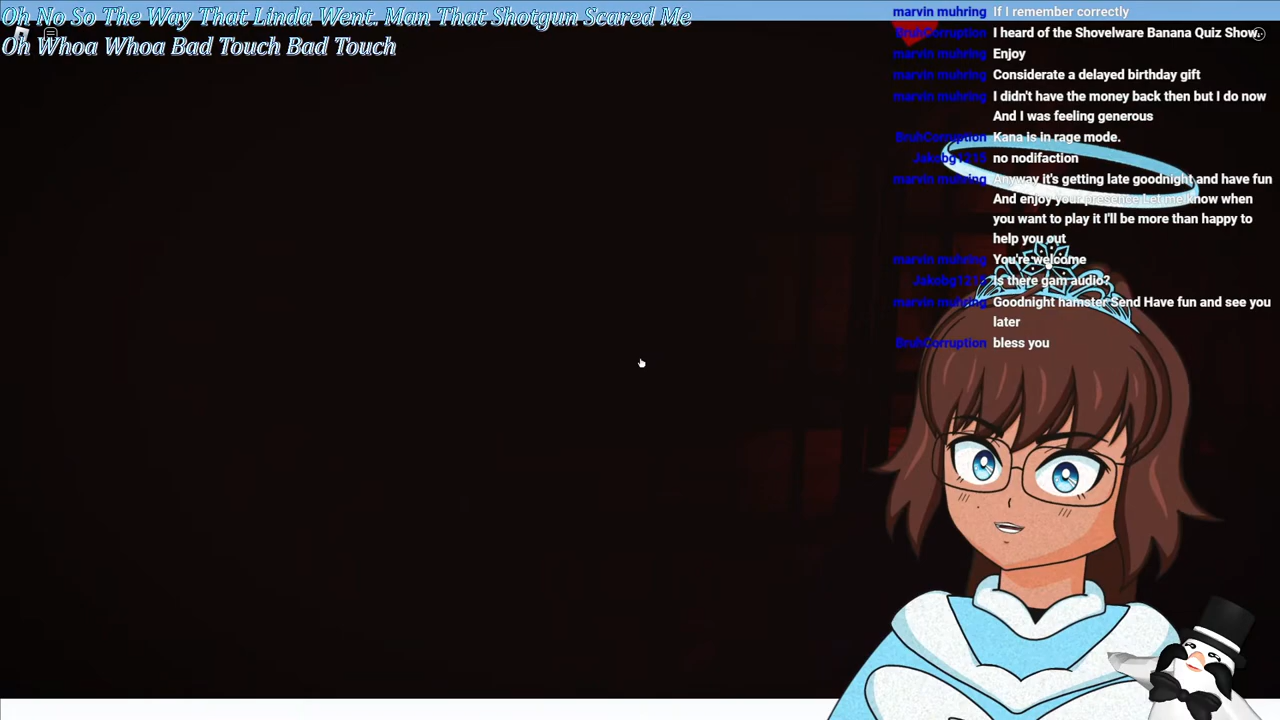 Oh No So The Way That Linda Went. Man That Shotgun Scared Me
Oh Whoa Whoa Bad Touch Bad Touch
marvin muhring If I remember correctly
BruhCorruption I heard of the Shovelware Banana Quiz Show.
marvin muhring Enjoy
marvin muhring Considerate a delayed birthday gift
marvin muhring I didn't have the money back then but I do now
And I was feeling generous
BruhCorruption Kana is in rage mode.
Jakobg1215 no nodifaction
marvin muhring Anyway it's getting late goodnight and have fun
And enjoy your presence Let me know when
you want to play it I'll be more than happy to
help you out
marvin muhring You're welcome
Jakobg1215 Is there gam audio?
marvin muhring Goodnight hamster Send Have fun and see you
later
BruhCorruption bless you